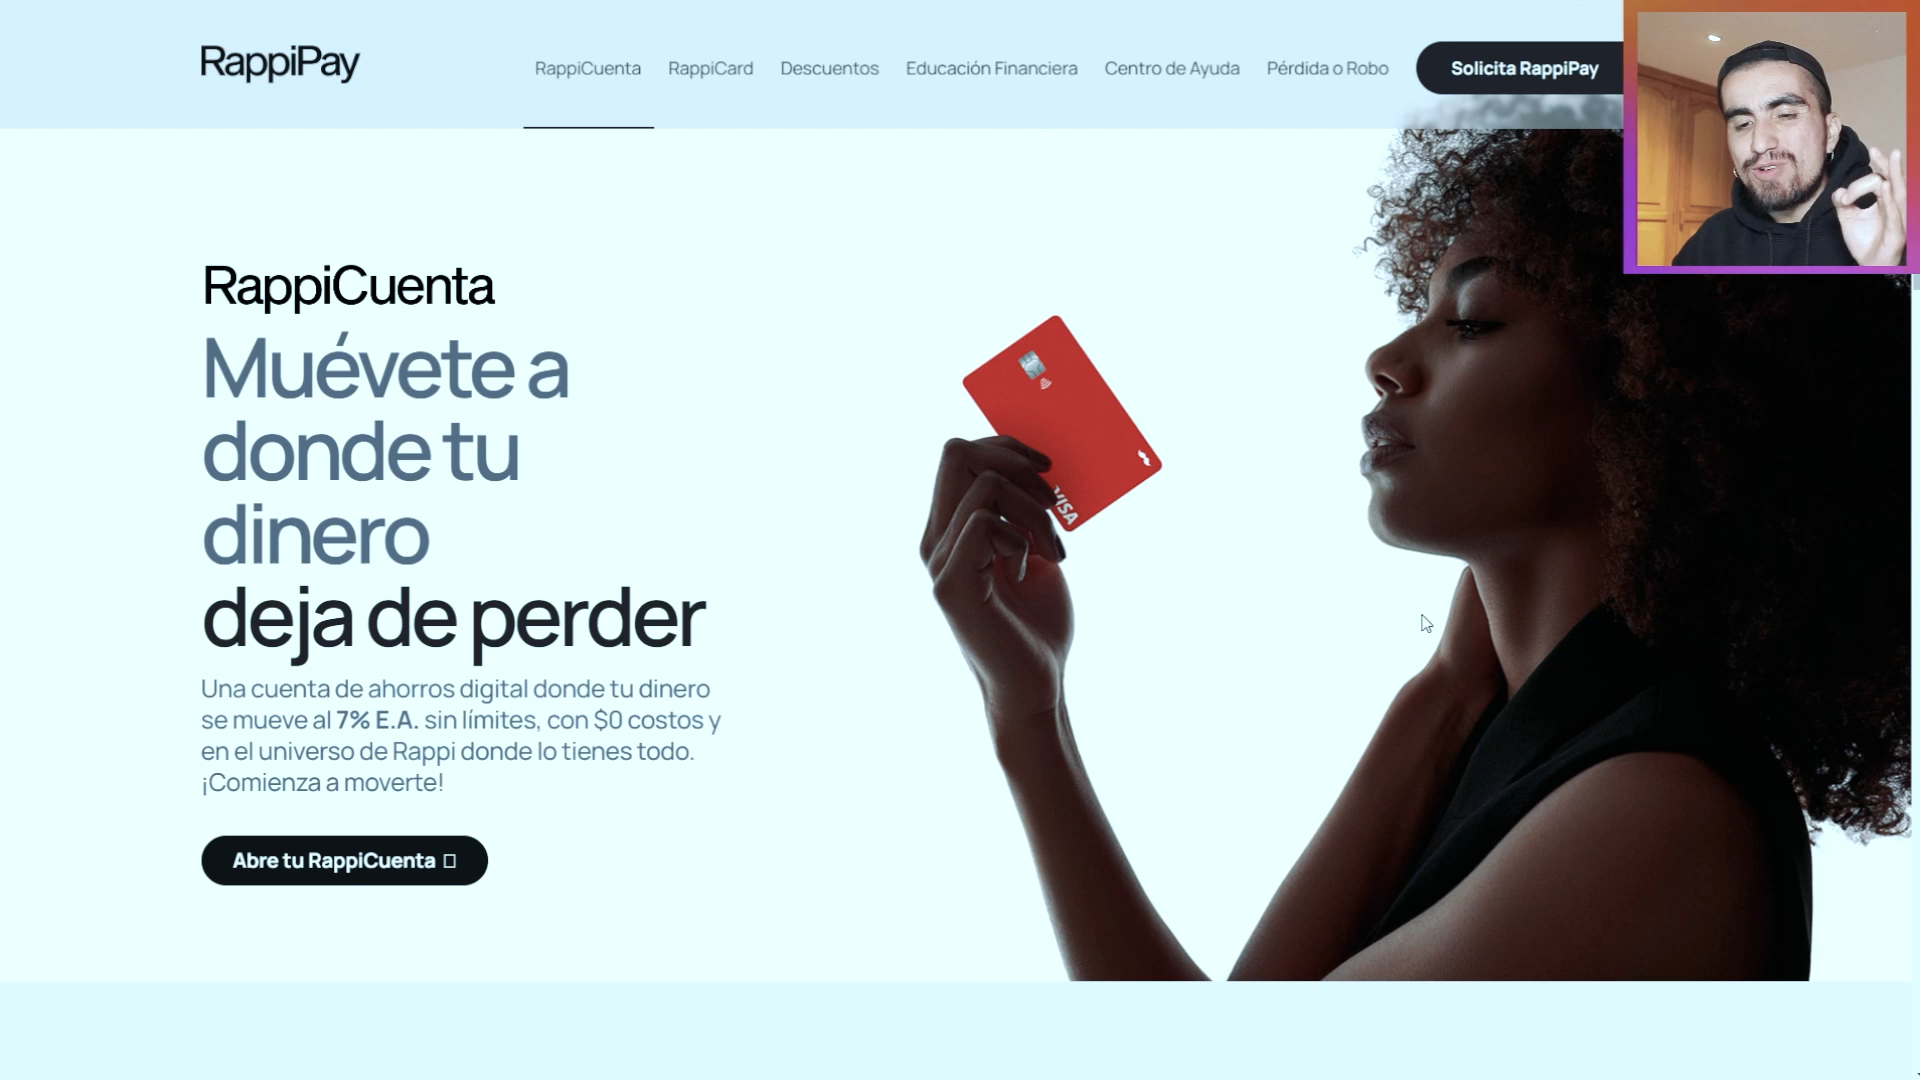 RappiPay
RappiCuenta
RappiCard
Descuentos
Educación Financiera
Centro de Ayuda
Pérdida o Robo
Solicita RappiPay
RappiCuenta
Muévete a
donde tu
dinero
deja de perder
Una cuenta de ahorros digital donde tu dinero
se mueve al 7% E.A. sin límites, con $0 costos y
en el universo de Rappi donde lo tienes todo.
¡Comienza a moverte!
Abre tu RappiCuenta
VISA